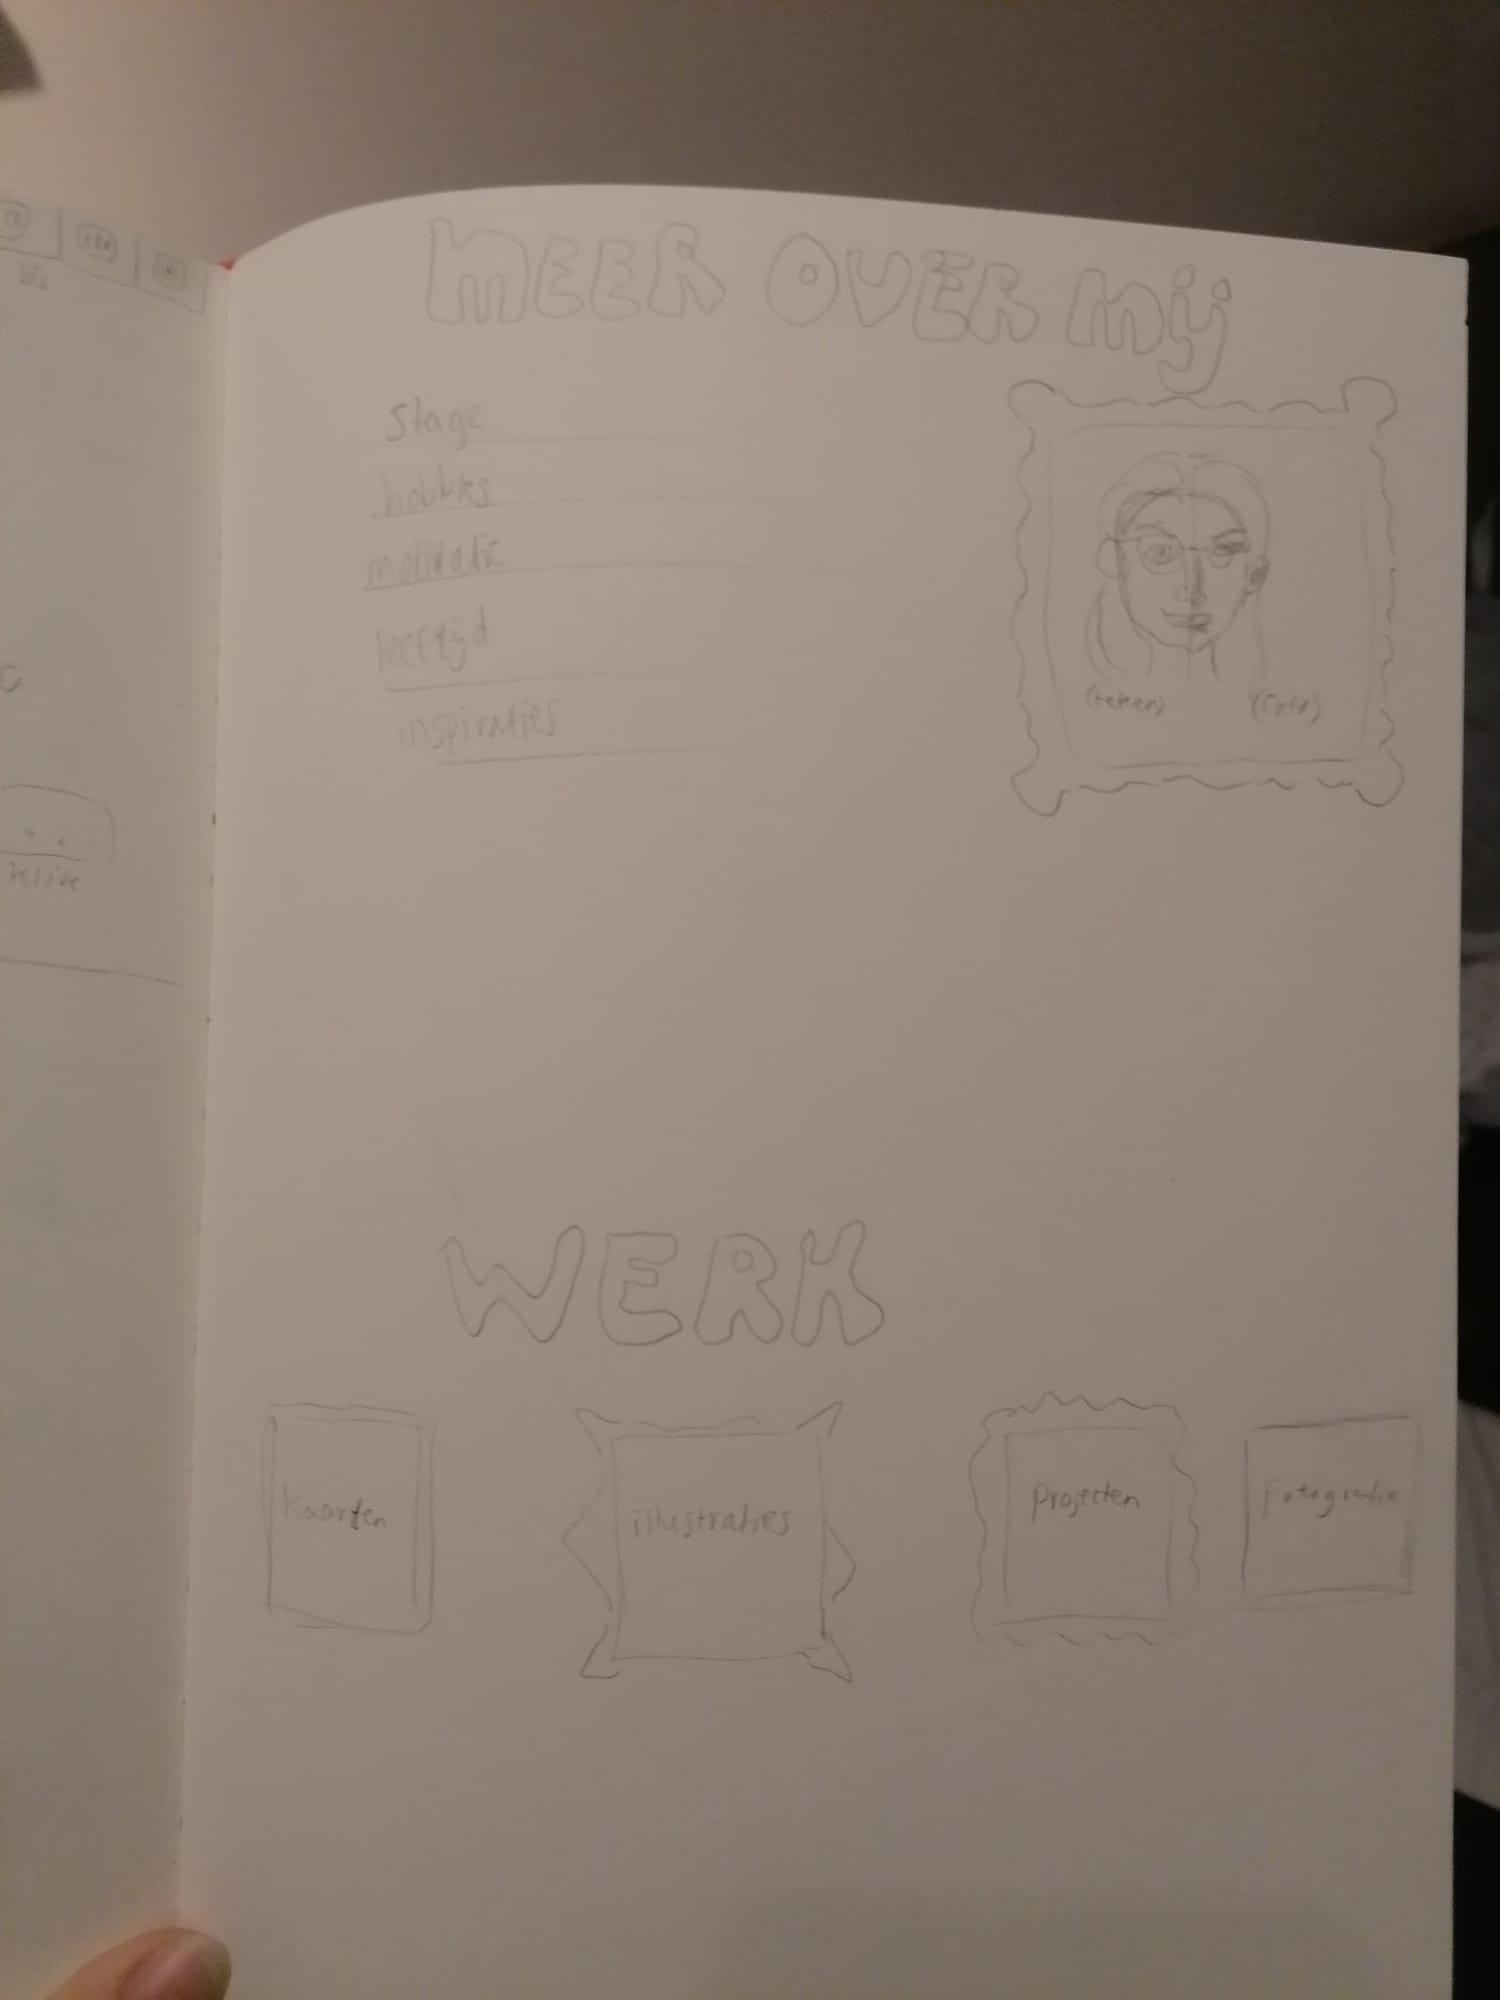 MEER OVER Mij
Stage
hobbies
motivatie
leeftijd
inspiraties
(teken) (foto)
klik
WERK
kaarten
illustraties
projecten
Fotografie